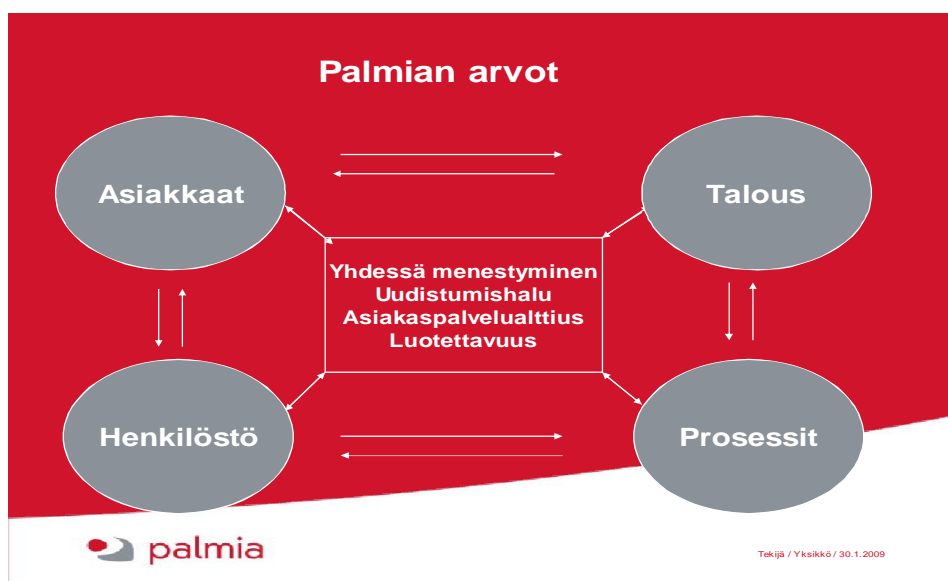 Palmian arvot
Asiakkaat
Talous
Yhdessä menestyminen
Uudistumishalu
Asiakaspalvelualttius
Luotettavuus
Henkilöstö
Prosessit
palmia
Tekijä / Yksikkö / 30.1.2009